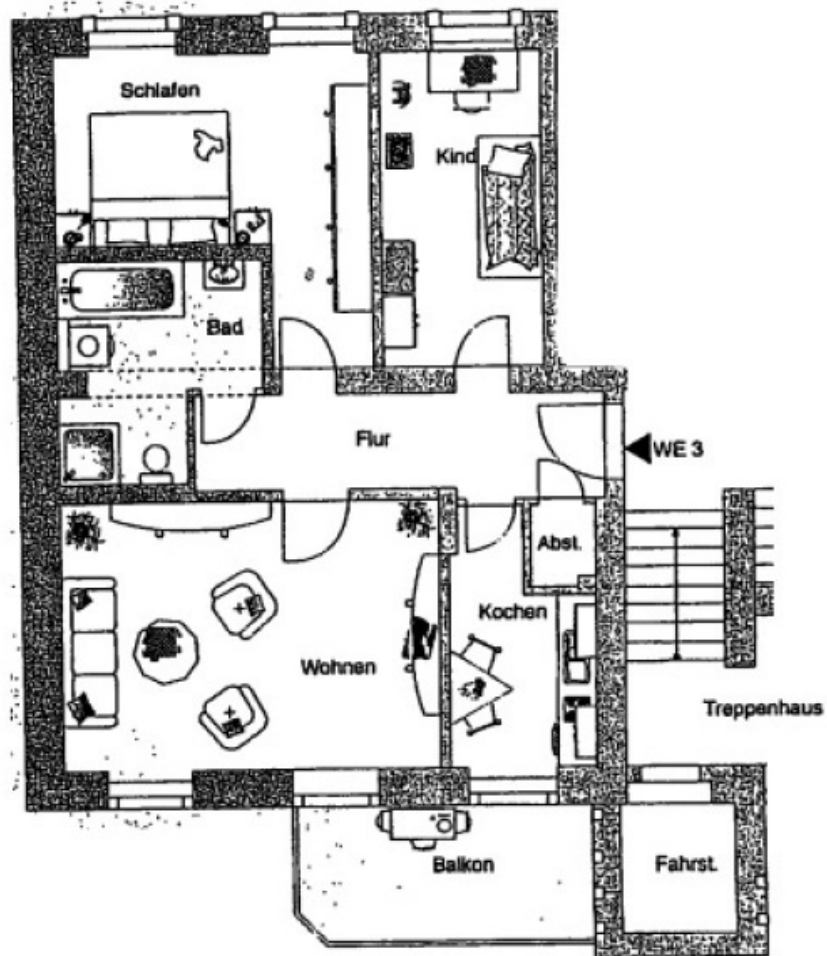 Schlafen
Kind
Bad
Flur
WE 3
Abst.
Kochen
Wohnen
Treppenhaus
Balkon
Fahrst.